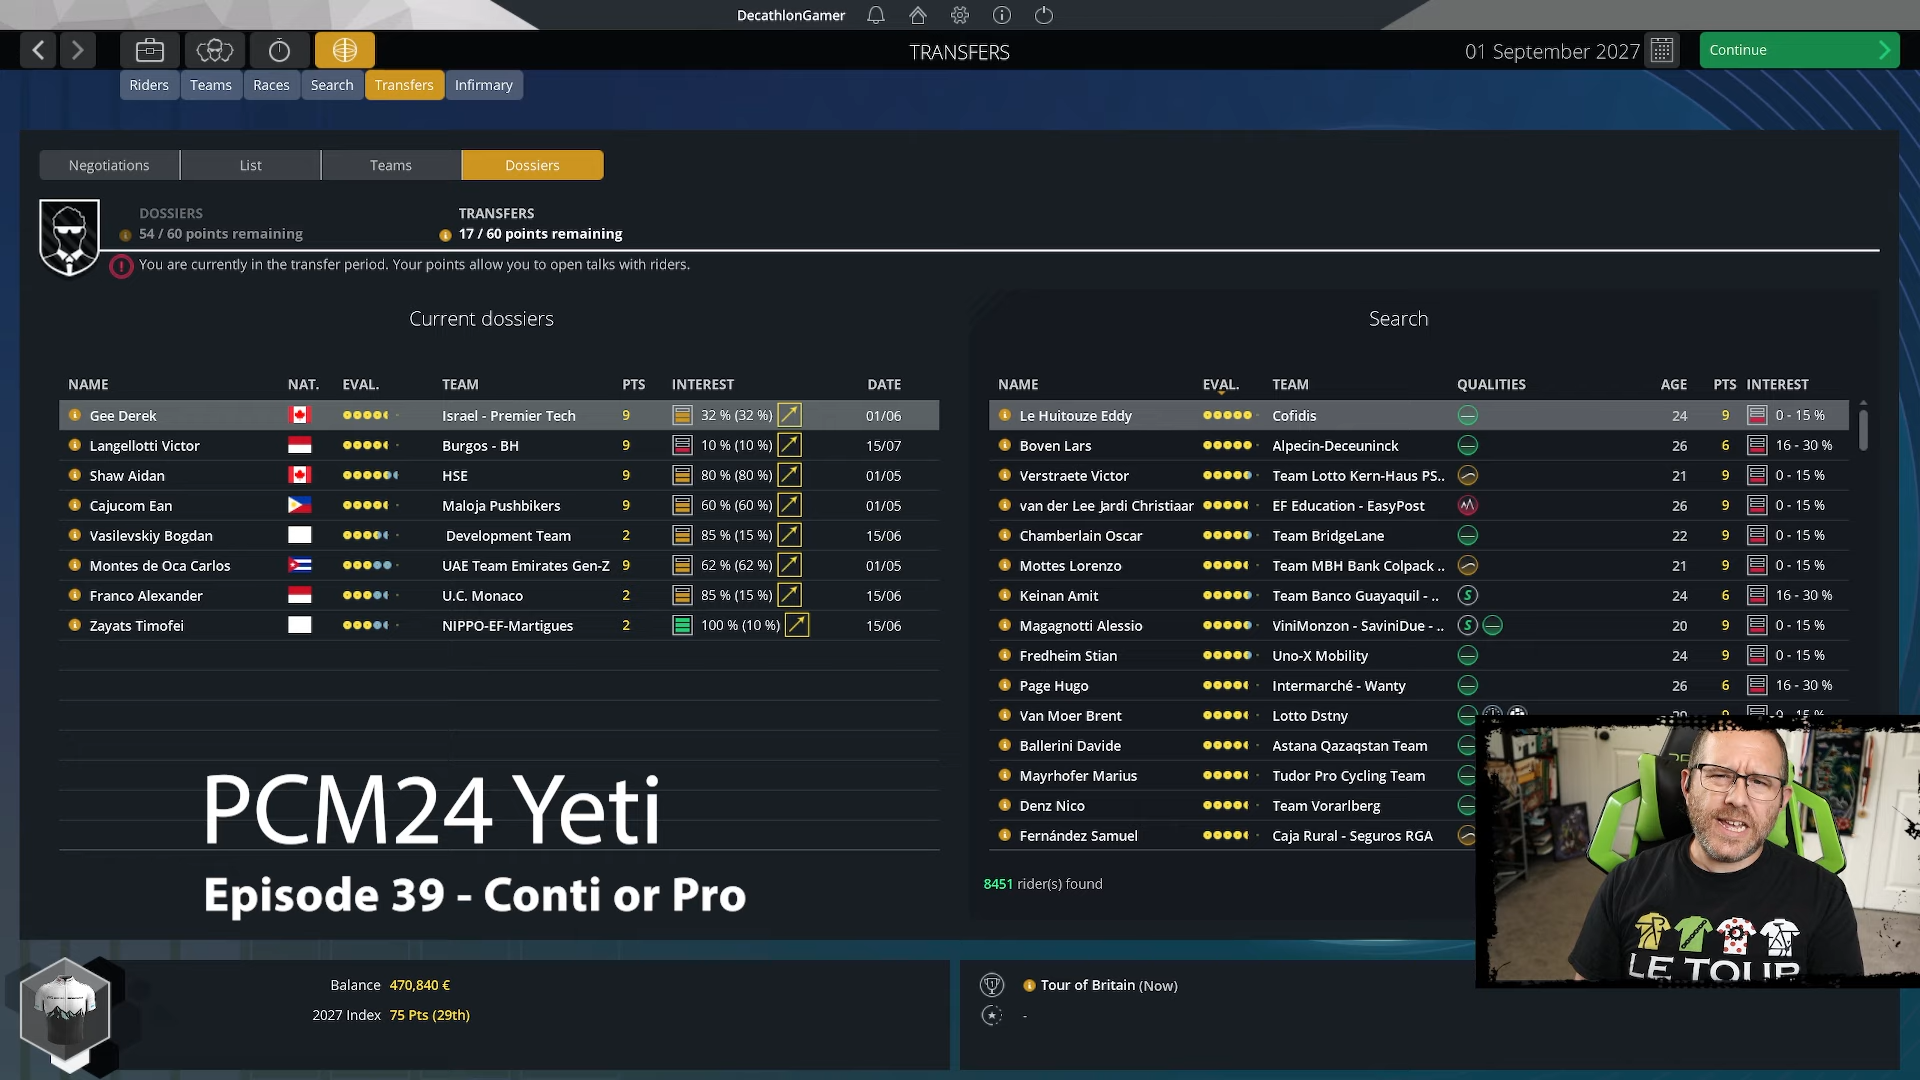 DecathlonGamer
TRANSFERS
01 September 2027
Continue
Riders Teams Races Search Transfers Infirmary
Negotiations List Teams Dossiers
DOSSIERS
54 / 60 points remaining
TRANSFERS
17 / 60 points remaining
You are currently in the transfer period. Your points allow you to open talks with riders.
Current dossiers
NAME NAT. EVAL. TEAM PTS INTEREST DATE
Gee Derek Israel - Premier Tech 9 32 % (32 %) 01/06
Langellotti Victor Burgos - BH 9 10 % (10 %) 15/07
Shaw Aidan HSE 9 80 % (80 %) 01/05
Cajucom Ean Maloja Pushbikers 9 60 % (60 %) 01/05
Vasilevskiy Bogdan Development Team 2 85 % (15 %) 15/06
Montes de Oca Carlos UAE Team Emirates Gen-Z 9 62 % (62 %) 01/05
Franco Alexander U.C. Monaco 2 85 % (15 %) 15/06
Zayats Timofei NIPPO-EF-Martigues 2 100 % (10 %) 15/06
Search
NAME EVAL. TEAM QUALITIES AGE PTS INTEREST
Le Huitouze Eddy Cofidis 24 9 0 - 15 %
Boven Lars Alpecin-Deceuninck 26 6 16 - 30 %
Verstraete Victor Team Lotto Kern-Haus PS.. 21 9 0 - 15 %
van der Lee Jardi Christiaan EF Education - EasyPost 26 9 0 - 15 %
Chamberlain Oscar Team BridgeLane 22 9 0 - 15 %
Mottes Lorenzo Team MBH Bank Colpack .. 21 9 0 - 15 %
Keinan Amit Team Banco Guayaquil - .. S 24 6 16 - 30 %
Magagnotti Alessio ViniMonzon - SaviniDue - .. S 20 9 0 - 15 %
Fredheim Stian Uno-X Mobility 24 9 0 - 15 %
Page Hugo Intermarché - Wanty 26 6 16 - 30 %
Van Moer Brent Lotto Dstny
Ballerini Davide Astana Qazaqstan Team
Mayrhofer Marius Tudor Pro Cycling Team
Denz Nico Team Vorarlberg
Fernández Samuel Caja Rural - Seguros RGA
8451 rider(s) found
PCM24 Yeti
Episode 39 - Conti or Pro
LE TOUR
Balance 470,840 €
2027 Index 75 Pts (29th)
Tour of Britain (Now)
-